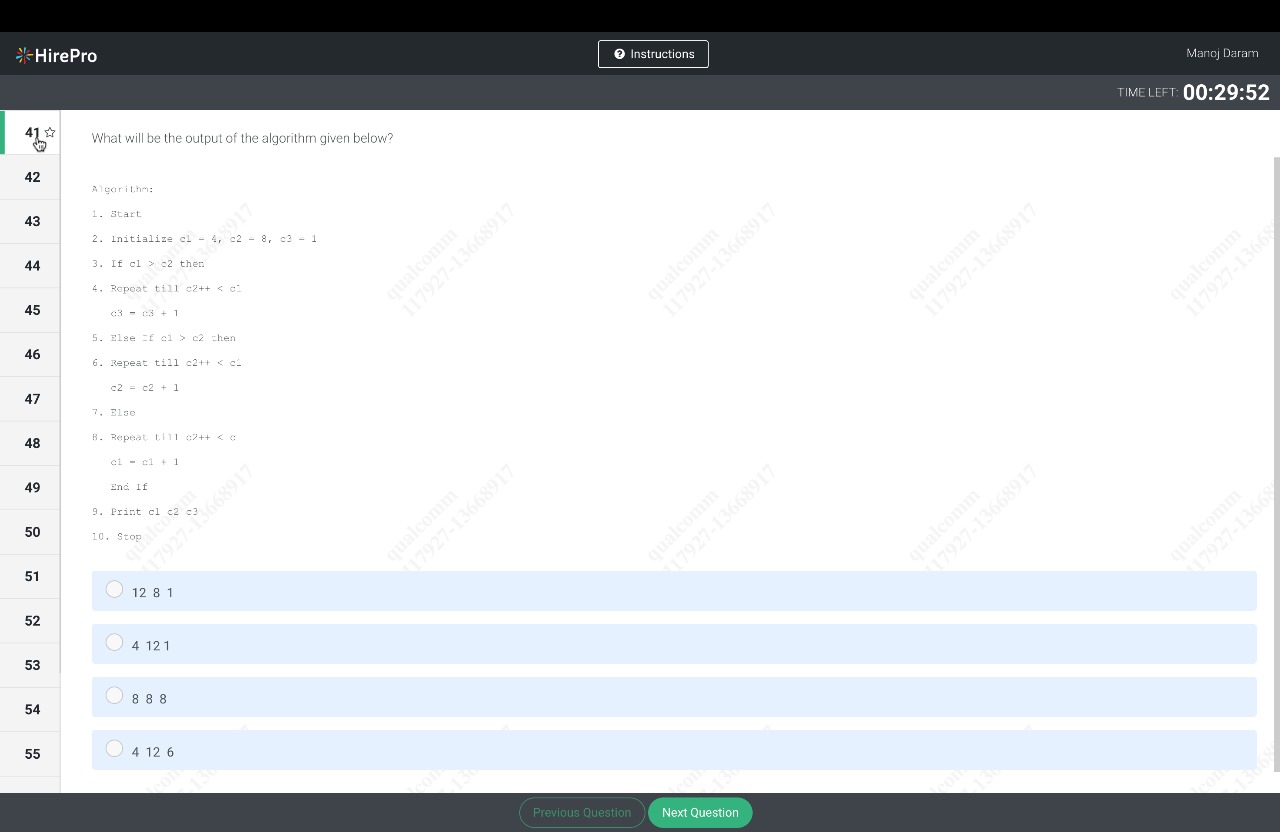 HirePro
Instructions
Manoj Daram
TIME LEFT: 00:29:52
41
42
43
44
45
46
47
48
49
50
51
52
53
54
55
What will be the output of the algorithm given below?
Algorithm:
1. Start
2. Initialize c1 = 4, c2 = 8, c3 = 1
3. If c1 > c2 then
4. Repeat till c2++ < c1
c3 = c3 + 1
5. Else If c1 > c2 then
6. Repeat till c2++ < c1
c2 = c2 + 1
7. Else
8. Repeat till c2++ < c
c1 = c1 + 1
End If
9. Print c1 c2 c3
10. Stop
12 8 1
4 12 1
8 8 8
4 12 6
Previous Question
Next Question
qualcomm
117927-13668917